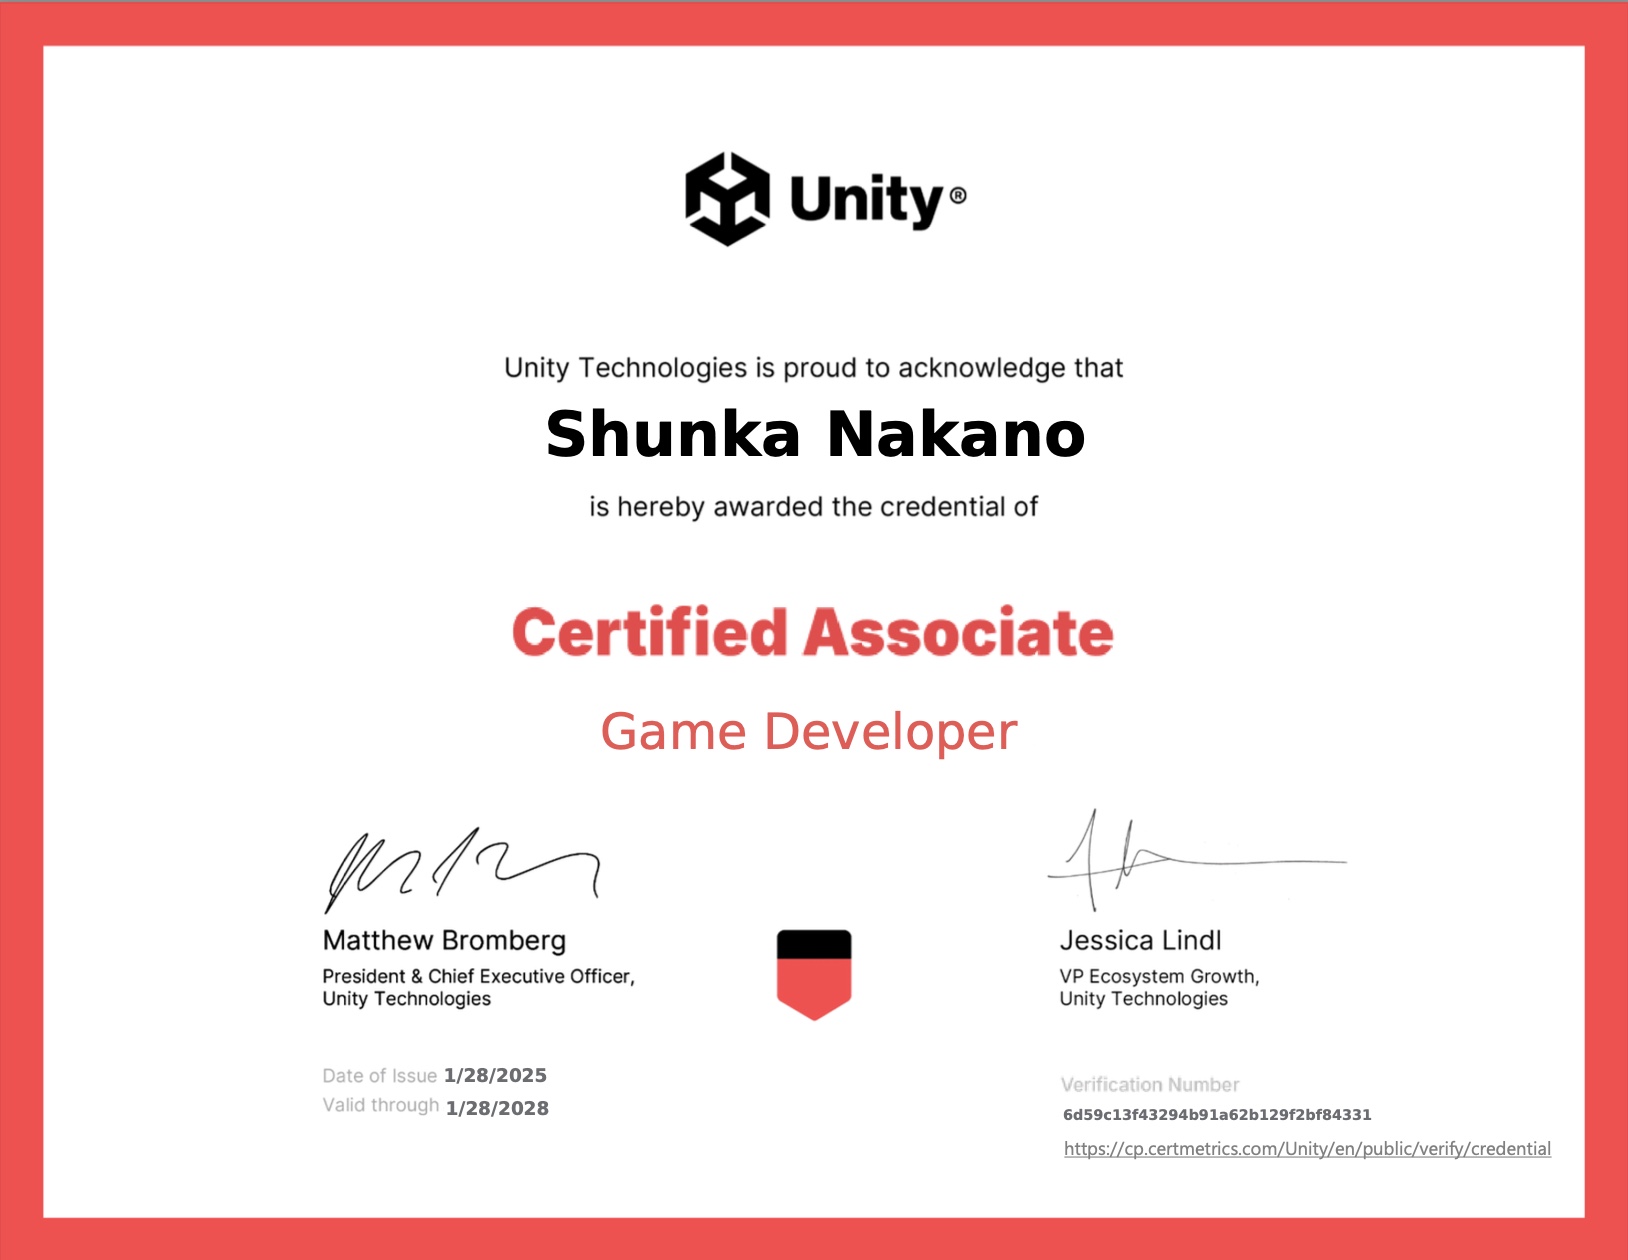 Unity®
Unity Technologies is proud to acknowledge that
Shunka Nakano
is hereby awarded the credential of
Certified Associate
Game Developer
Matthew Bromberg
President & Chief Executive Officer,
Unity Technologies
Jessica Lindl
VP Ecosystem Growth,
Unity Technologies
Date of Issue 1/28/2025
Valid through 1/28/2028
Verification Number
6d59c13f43294b91a62b129f2bf84331
https://cp.certmetrics.com/Unity/en/public/verify/credential